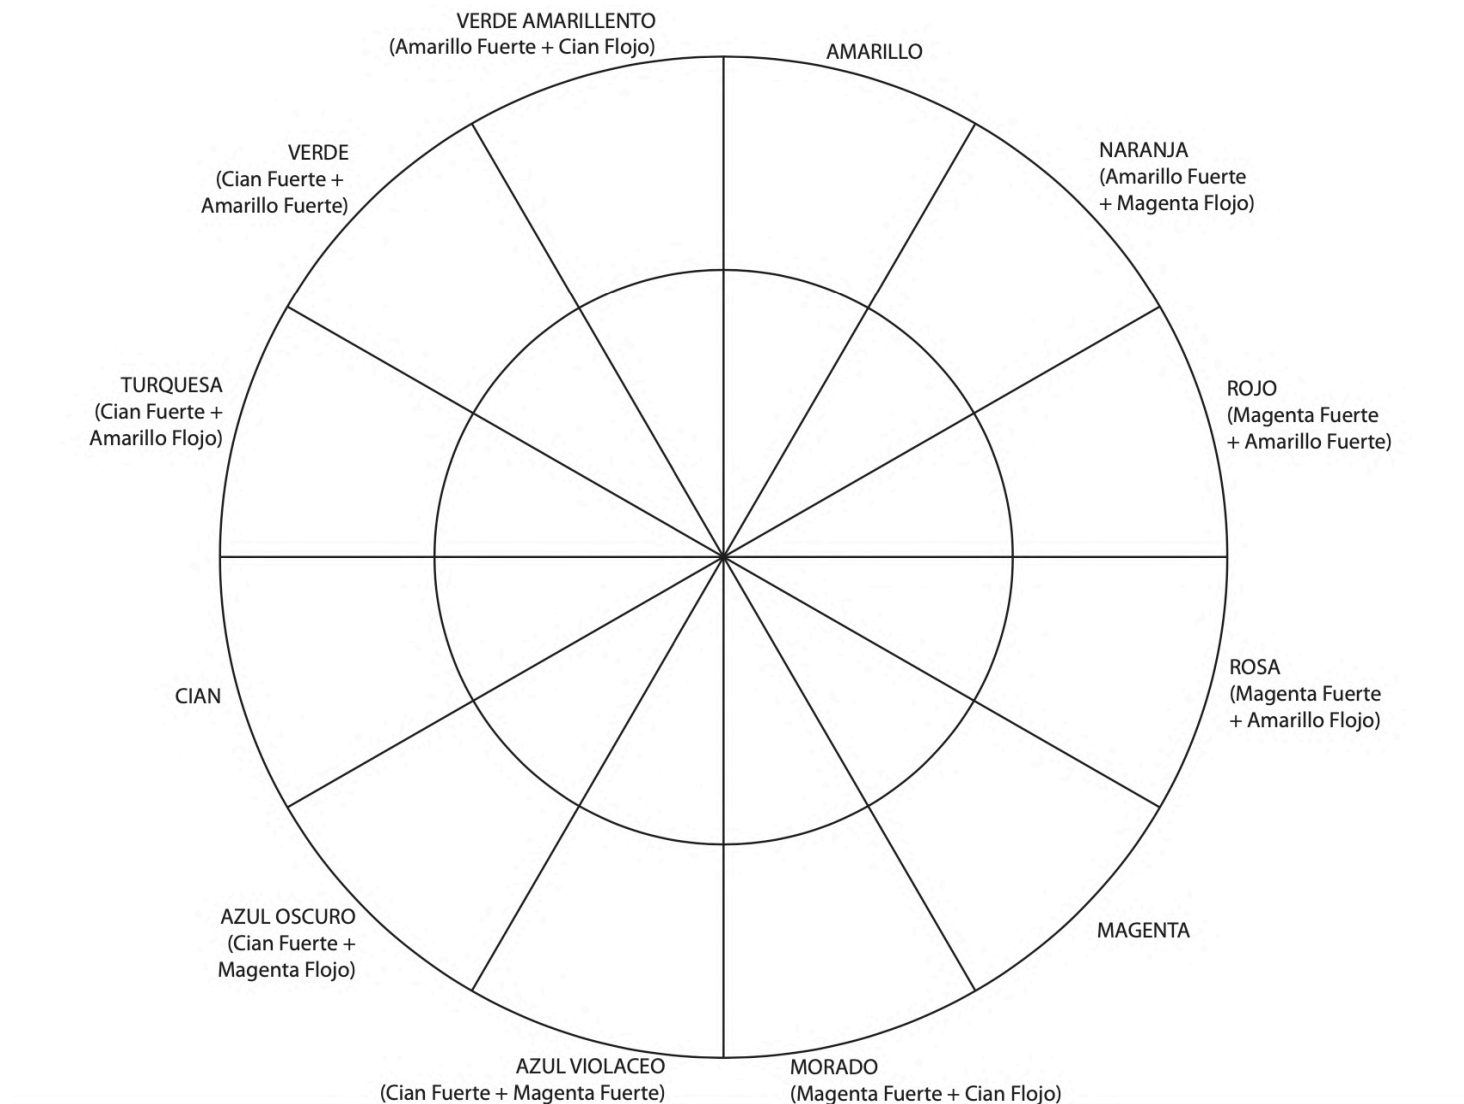 VERDE AMARILLENTO
(Amarillo Fuerte + Cian Flojo)
AMARILLO
NARANJA
(Amarillo Fuerte
+ Magenta Flojo)
VERDE
(Cian Fuerte +
Amarillo Fuerte)
TURQUESA
(Cian Fuerte +
Amarillo Flojo)
ROJO
(Magenta Fuerte
+ Amarillo Fuerte)
CIAN
ROSA
(Magenta Fuerte
+ Amarillo Flojo)
AZUL OSCURO
(Cian Fuerte +
Magenta Flojo)
MAGENTA
AZUL VIOLACEO
(Cian Fuerte + Magenta Fuerte)
MORADO
(Magenta Fuerte + Cian Flojo)